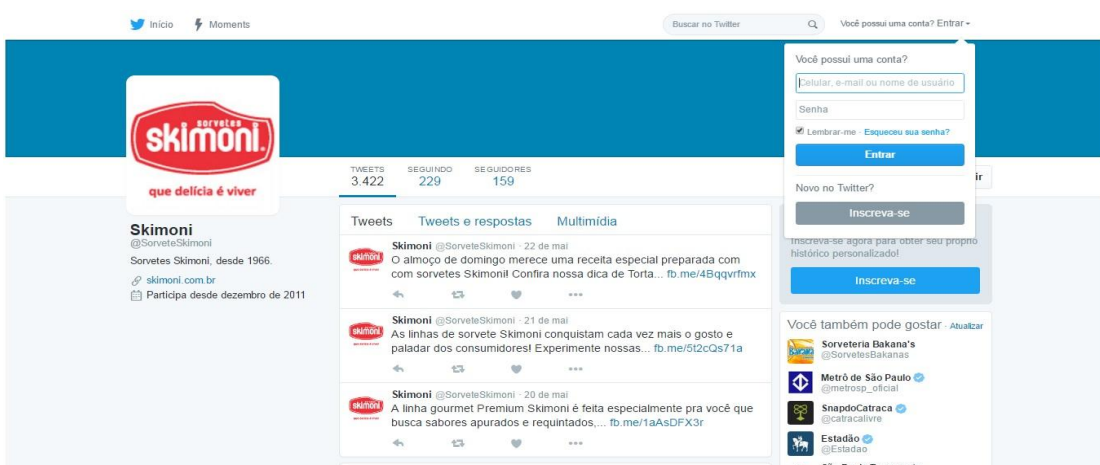 Início
Moments
Buscar no Twitter
Você possui uma conta? Entrar
Você possui uma conta?
Celular, e-mail ou nome de usuário
Senha
Lembrar-me · Esqueceu sua senha?
Entrar
Novo no Twitter?
Inscreva-se
sorvetes
skimoni.
que delícia é viver
TWEETS
3.422
SEGUINDO
229
SEGUIDORES
159
ir
Skimoni
@SorveteSkimoni
Sorvetes Skimoni, desde 1966.
skimoni.com.br
Participa desde dezembro de 2011
Tweets
Tweets e respostas
Multimídia
Skimoni @SorveteSkimoni · 22 de mai
O almoço de domingo merece uma receita especial preparada com
com sorvetes Skimoni! Confira nossa dica de Torta... fb.me/4Bqqvrfmx
Skimoni @SorveteSkimoni · 21 de mai
As linhas de sorvete Skimoni conquistam cada vez mais o gosto e
paladar dos consumidores! Experimente nossas... fb.me/5t2cQs71a
Skimoni @SorveteSkimoni · 20 de mai
A linha gourmet Premium Skimoni é feita especialmente pra você que
busca sabores apurados e requintados,... fb.me/1aAsDFX3r
Inscreva-se agora para obter seu próprio
histórico personalizado!
Inscreva-se
Você também pode gostar · Atualizar
Sorveteria Bakana's
@SorvetesBakanas
Metrô de São Paulo
@metrosp_oficial
SnapdoCatraca
@catracalivre
Estadão
@Estadao